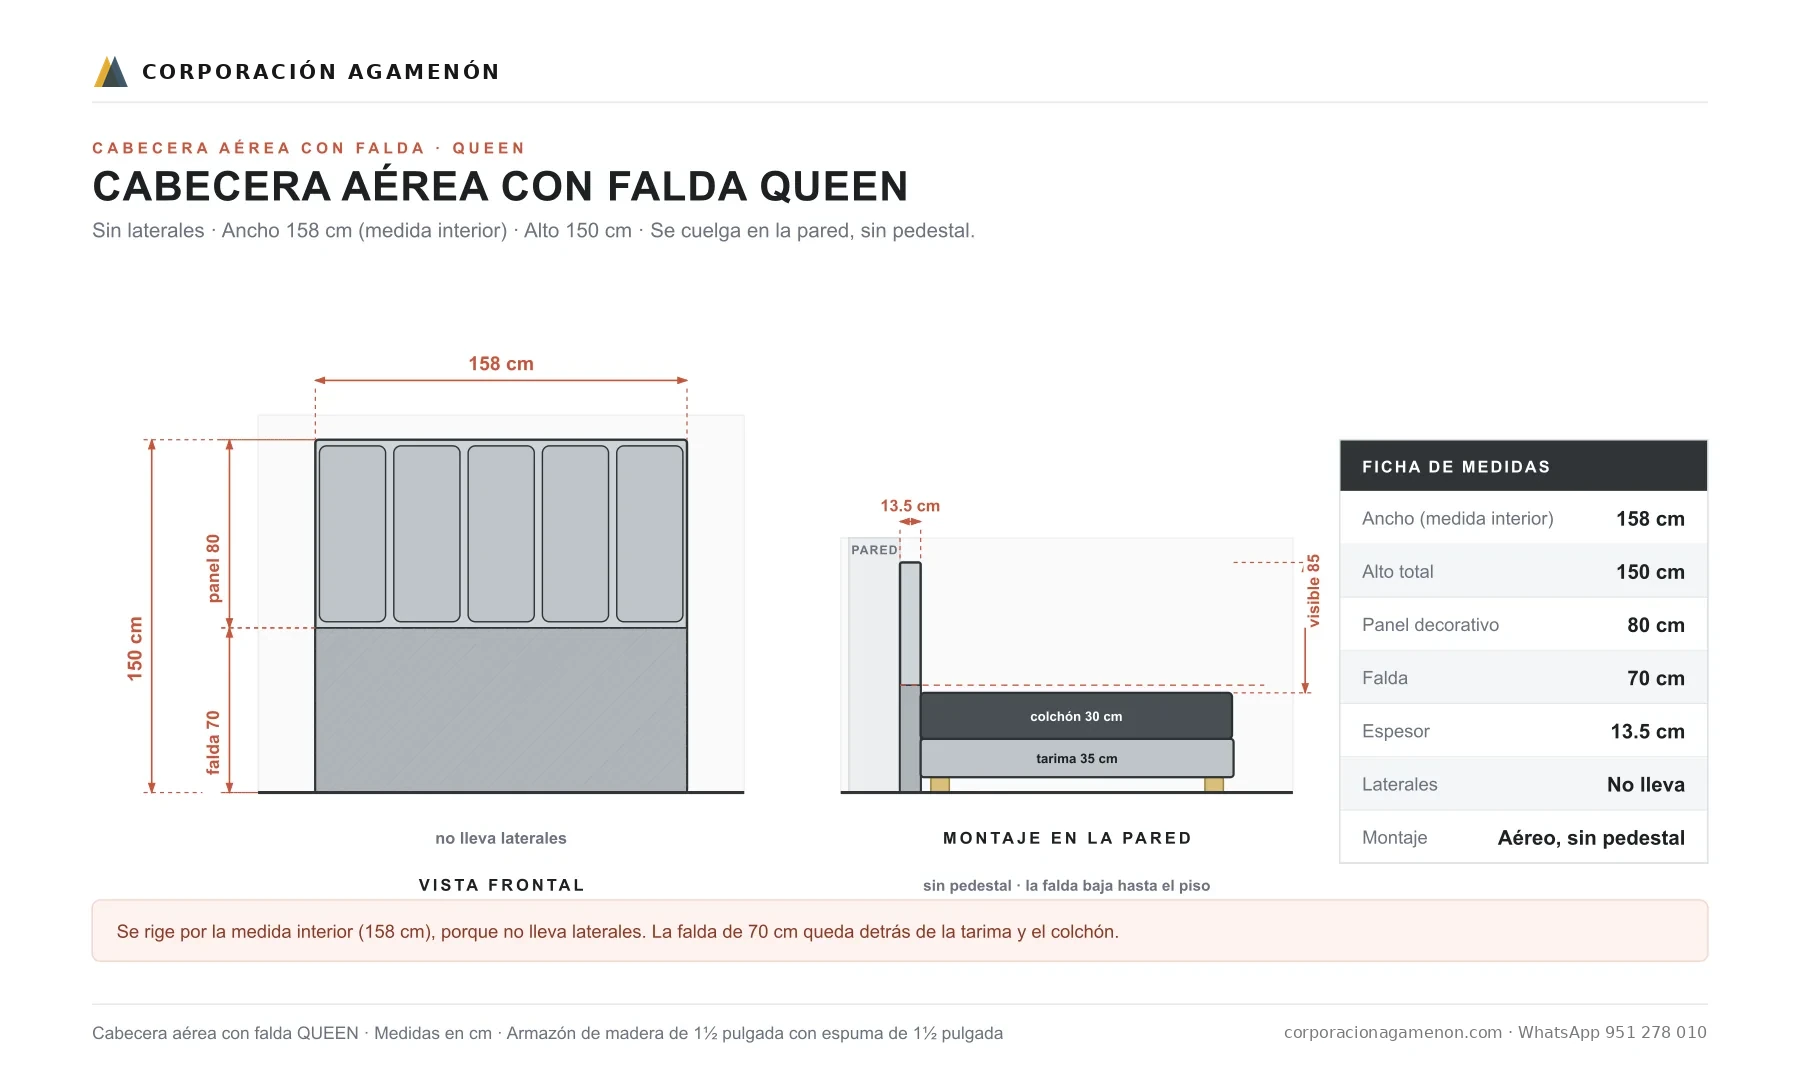 CORPORACIÓN AGAMENÓN
CABECERA AÉREA CON FALDA · QUEEN
CABECERA AÉREA CON FALDA QUEEN
Sin laterales · Ancho 158 cm (medida interior) · Alto 150 cm · Se cuelga en la pared, sin pedestal.
158 cm
150 cm
panel 80
falda 70
no lleva laterales
VISTA FRONTAL
13.5 cm
PARED
visible 85
colchón 30 cm
tarima 35 cm
MONTAJE EN LA PARED
sin pedestal · la falda baja hasta el piso
FICHA DE MEDIDAS
Ancho (medida interior) 158 cm
Alto total 150 cm
Panel decorativo 80 cm
Falda 70 cm
Espesor 13.5 cm
Laterales No lleva
Montaje Aéreo, sin pedestal
Se rige por la medida interior (158 cm), porque no lleva laterales. La falda de 70 cm queda detrás de la tarima y el colchón.
Cabecera aérea con falda QUEEN · Medidas en cm · Armazón de madera de 1½ pulgada con espuma de 1½ pulgada
corporacionagamenon.com · WhatsApp 951 278 010